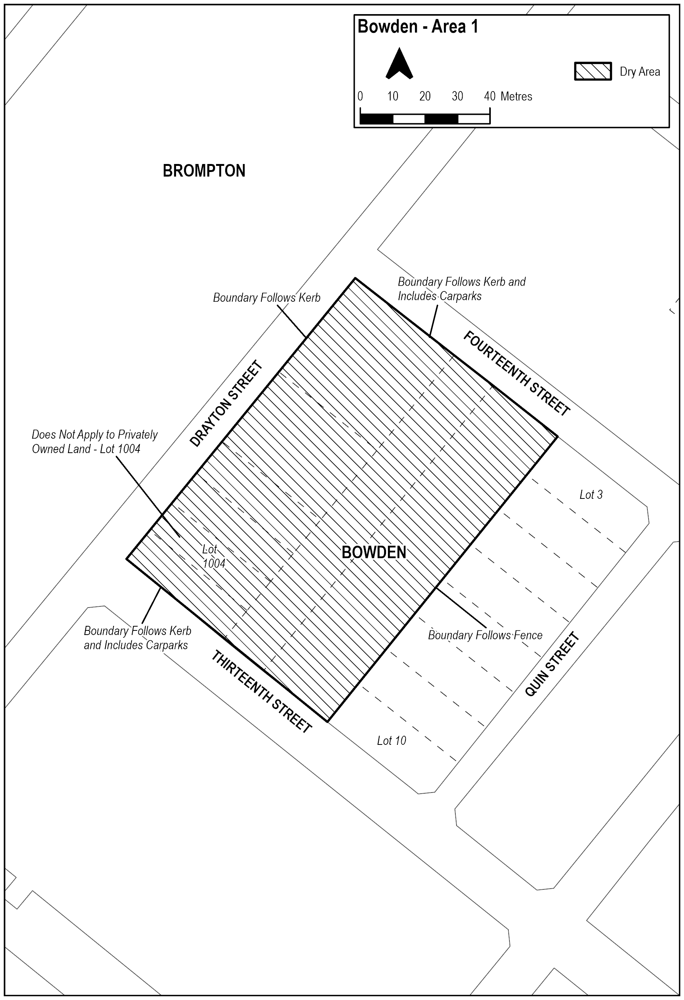 Bowden - Area 1
Dry Area
0 10 20 30 40 Metres
BROMPTON
Boundary Follows Kerb and
Includes Carparks
Boundary Follows Kerb
FOURTEENTH STREET
DRAYTON STREET
Does Not Apply to Privately
Owned Land - Lot 1004
Lot 3
Lot
1004
BOWDEN
Boundary Follows Kerb
and Includes Carparks
Boundary Follows Fence
QUIN STREET
THIRTEENTH STREET
Lot 10